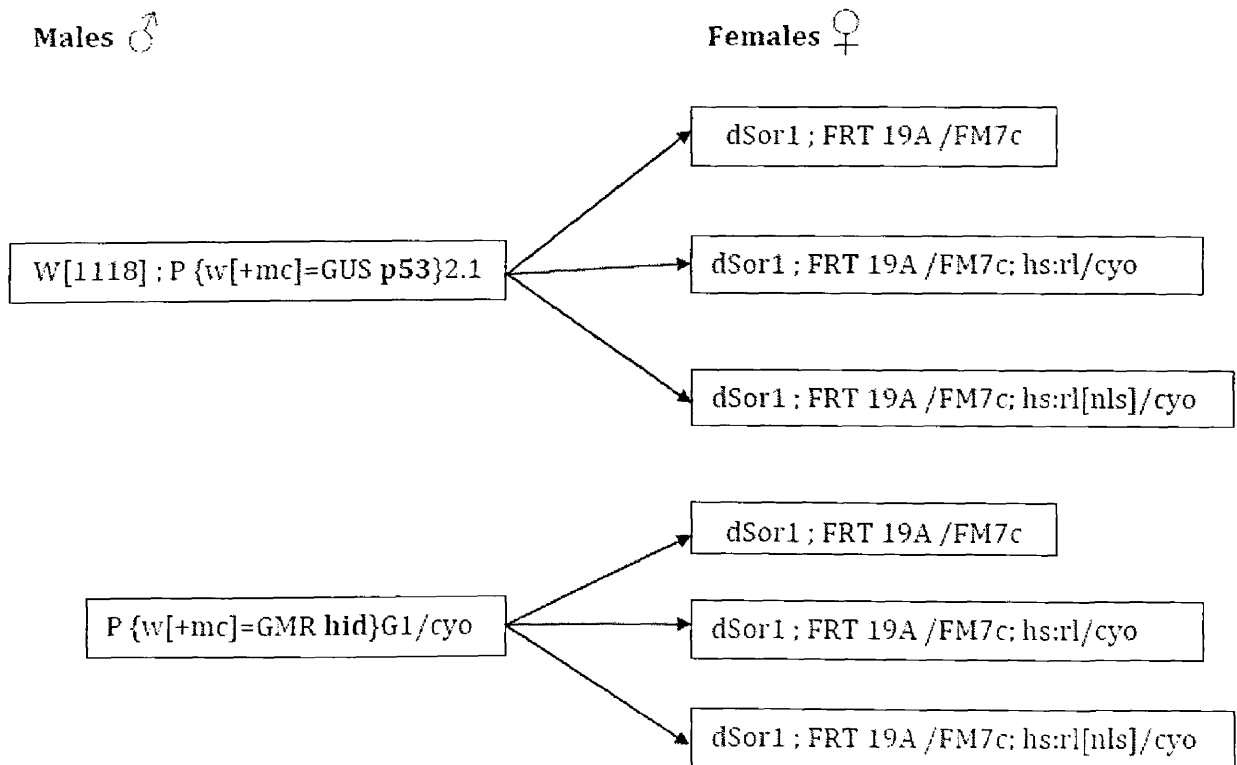 Males ♂
Females ♀
dSor1 ; FRT 19A /FM7c
W[1118] ; P {w[+mc]=GUS p53}2.1
dSor1 ; FRT 19A /FM7c; hs:rl/cyo
dSor1 ; FRT 19A /FM7c; hs:rl[nls]/cyo
dSor1 ; FRT 19A /FM7c
P {w[+mc]=GMR hid}G1/cyo
dSor1 ; FRT 19A /FM7c; hs:rl/cyo
dSor1 ; FRT 19A /FM7c; hs:rl[nls]/cyo